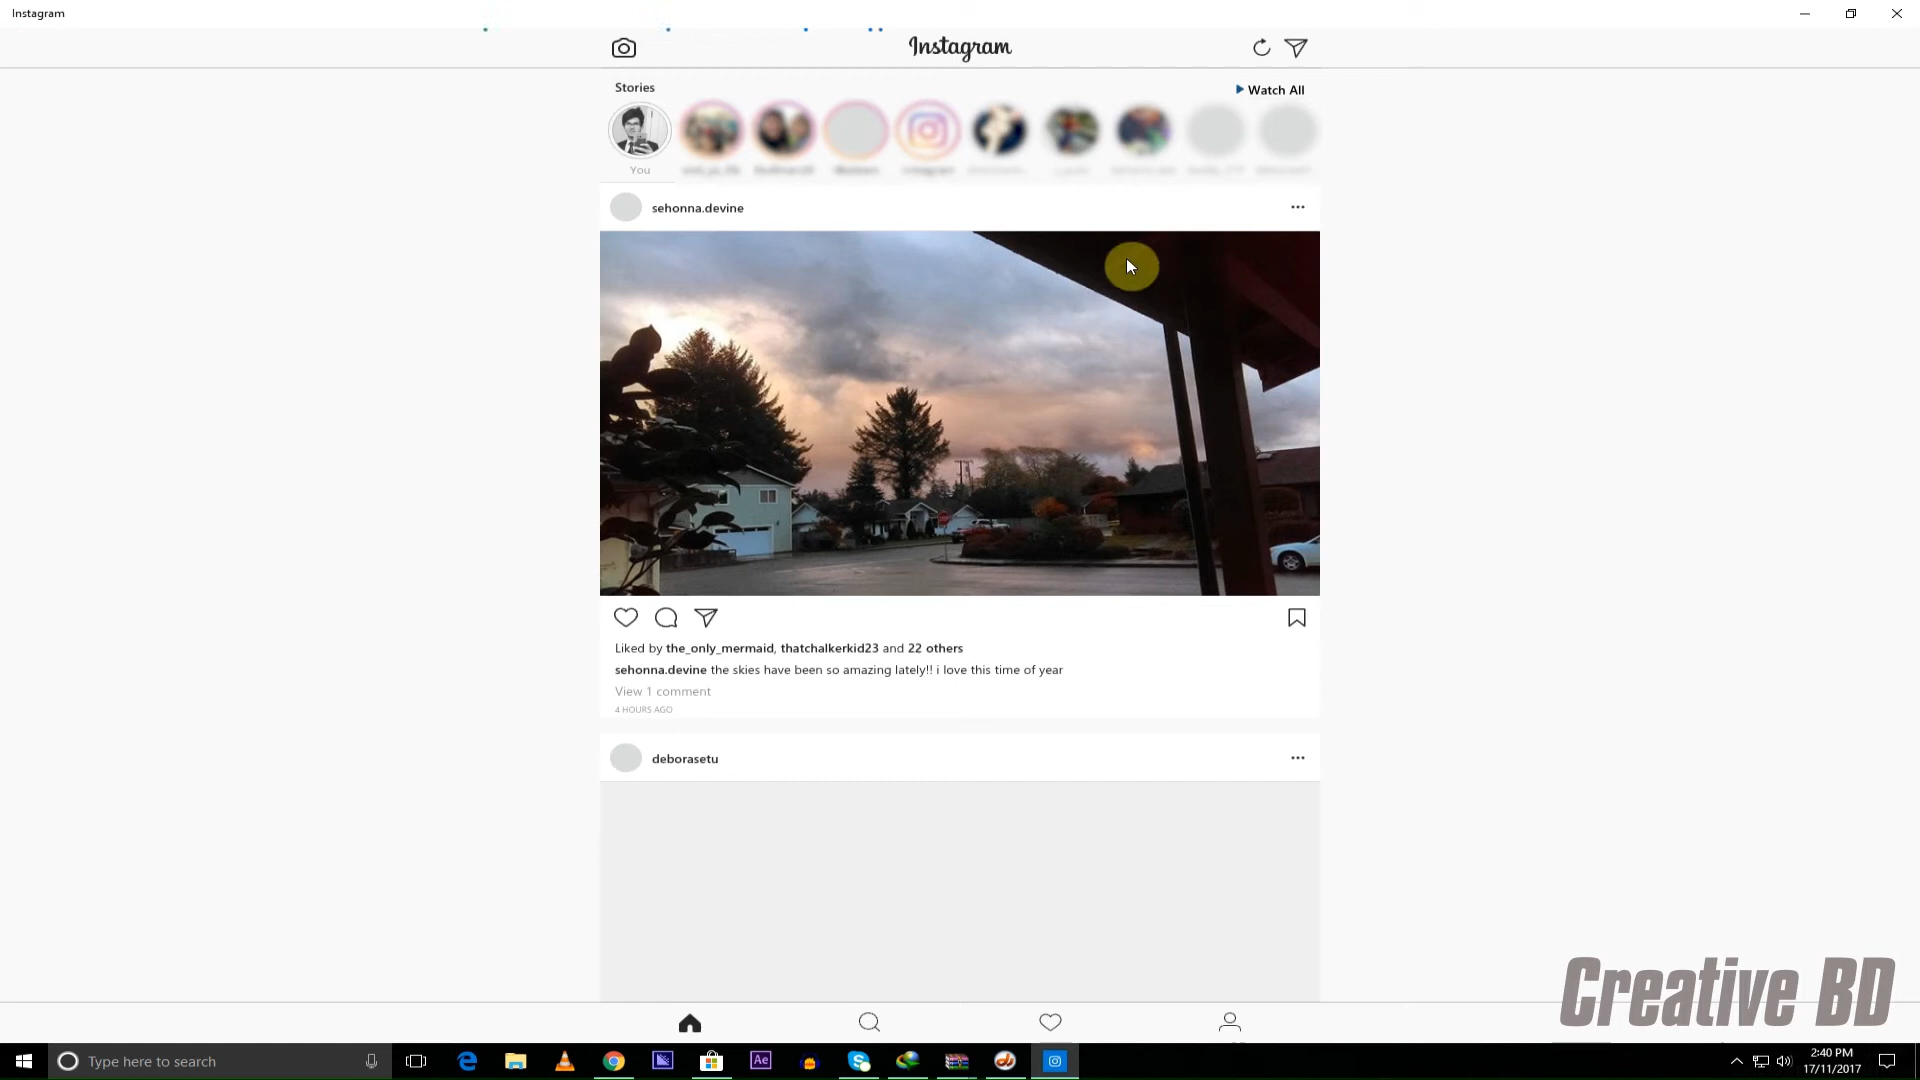 Instagram
Instagram
Stories
Watch All
You
sehonna.devine
Liked by the_only_mermaid, thatchalkerkid23 and 22 others
sehonna.devine the skies have been so amazing lately!! i love this time of year
View 1 comment
4 HOURS AGO
deborasetu
Creative BD
Type here to search
Ae
2:40 PM
17/11/2017